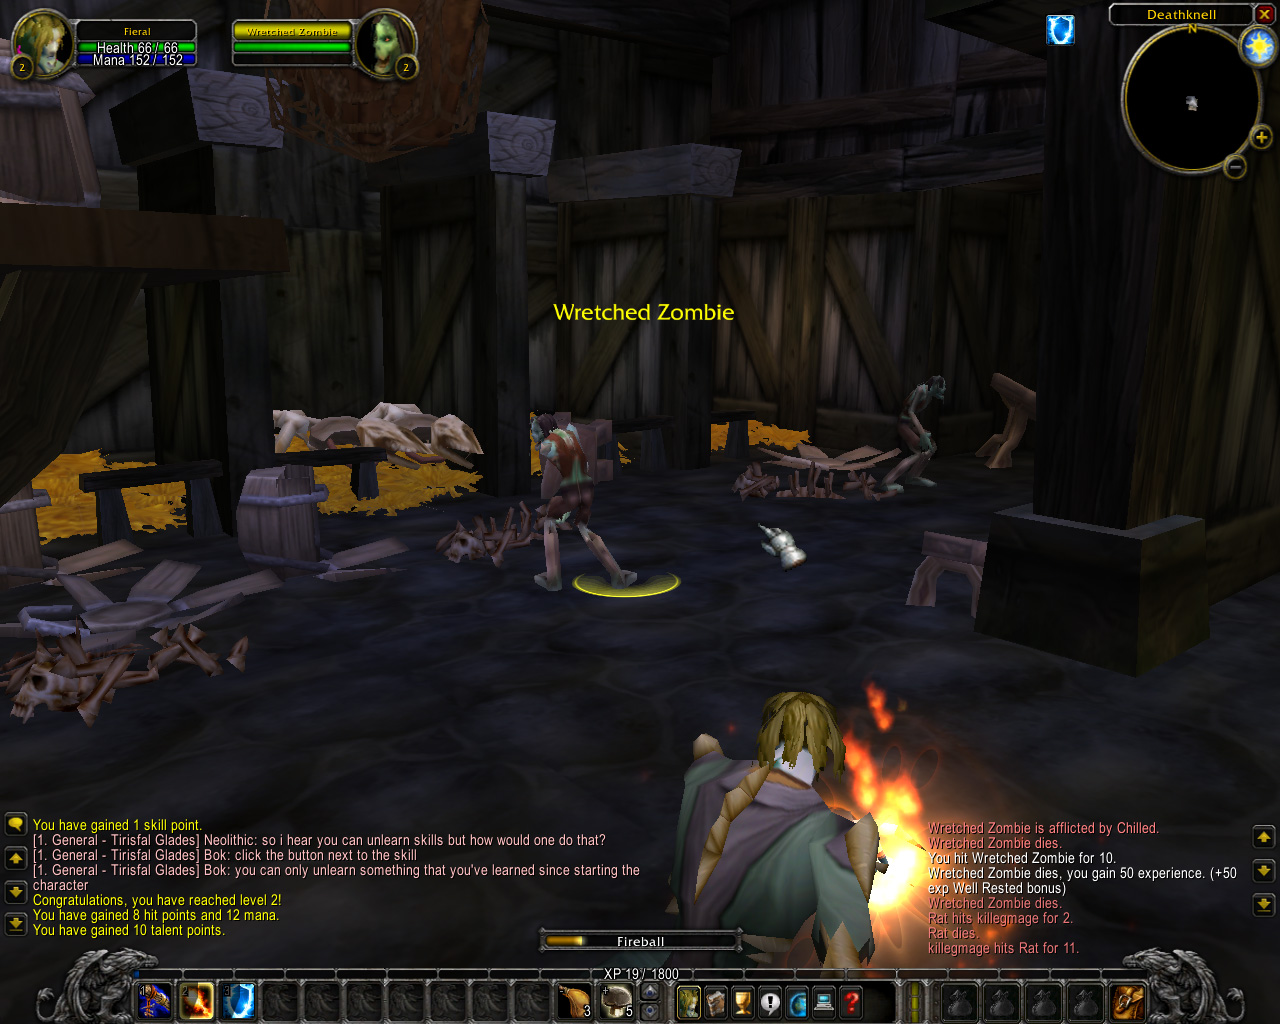 Fieral
Health 66 / 66
Mana 152 / 152
2
Wretched Zombie
2
Deathknell
N
Wretched Zombie
You have gained 1 skill point.
[1. General - Tirisfal Glades] Neolithic: so i hear you can unlearn skills but how would one do that?
[1. General - Tirisfal Glades] Bok: click the button next to the skill
[1. General - Tirisfal Glades] Bok: you can only unlearn something that you've learned since starting the
character
Congratulations, you have reached level 2!
You have gained 8 hit points and 12 mana.
You have gained 10 talent points.
Wretched Zombie is afflicted by Chilled.
Wretched Zombie dies.
You hit Wretched Zombie for 10.
Wretched Zombie dies, you gain 50 experience. (+50
exp Well Rested bonus)
Wretched Zombie dies.
Rat hits killegmage for 2.
Rat dies.
killegmage hits Rat for 11.
Fireball
XP 19 / 1800
1
2
3
3
+
5
!
?